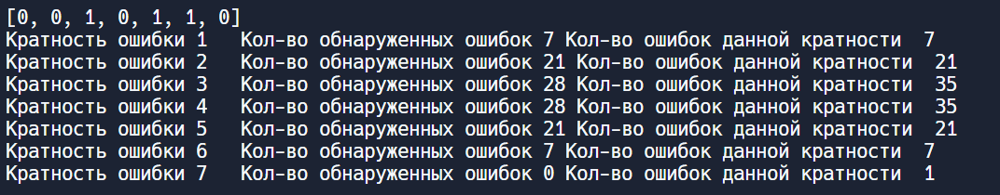 [0, 0, 1, 0, 1, 1, 0]
Кратность ошибки 1   Кол-во обнаруженных ошибок 7 Кол-во ошибок данной кратности  7
Кратность ошибки 2   Кол-во обнаруженных ошибок 21 Кол-во ошибок данной кратности  21
Кратность ошибки 3   Кол-во обнаруженных ошибок 28 Кол-во ошибок данной кратности  35
Кратность ошибки 4   Кол-во обнаруженных ошибок 28 Кол-во ошибок данной кратности  35
Кратность ошибки 5   Кол-во обнаруженных ошибок 21 Кол-во ошибок данной кратности  21
Кратность ошибки 6   Кол-во обнаруженных ошибок 7 Кол-во ошибок данной кратности  7
Кратность ошибки 7   Кол-во обнаруженных ошибок 0 Кол-во ошибок данной кратности  1